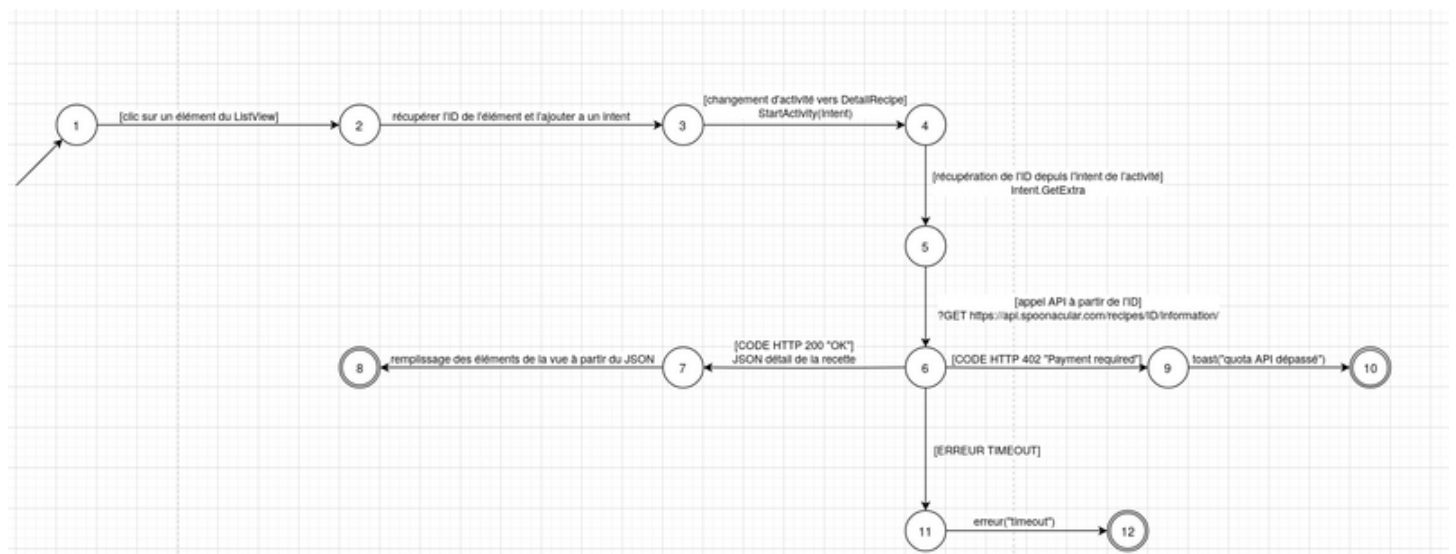 [changement d'activité vers DetailRecipe]
StartActivity(Intent)
1
[clic sur un élément du ListView]
2
récupérer l'ID de l'élément et l'ajouter a un intent
3
4
[récupération de l'ID depuis l'Intent de l'activité]
Intent.GetExtra
5
[appel API à partir de l'ID]
?GET https://api.spoonacular.com/recipes/ID/information/
[CODE HTTP 200 "OK"]
JSON détail de la recette
8
remplissage des éléments de la vue à partir du JSON
7
6
[CODE HTTP 402 "Payment required"]
9
toast("quota API dépassé")
10
[ERREUR TIMEOUT]
11
erreur("timeout")
12